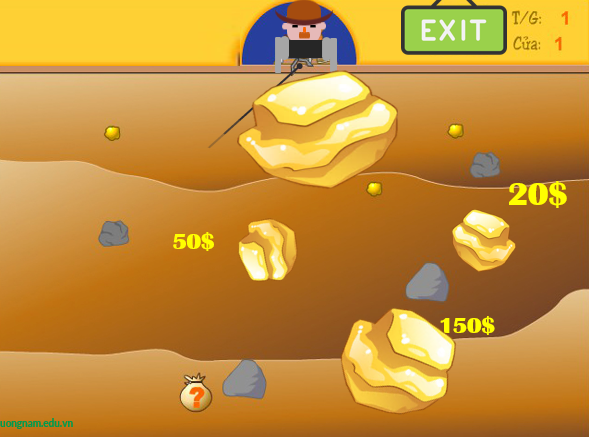 EXIT
T/G: 1
Cửa: 1
20$
50$
150$
?
uongnam.edu.vn